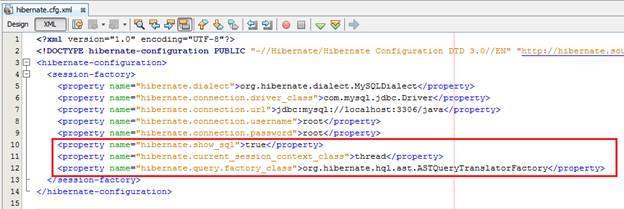 hibernate.cfg.xml
Design XML
1 <?xml version="1.0" encoding="UTF-8"?>
2 <!DOCTYPE hibernate-configuration PUBLIC "-//Hibernate/Hibernate Configuration DTD 3.0//EN" "http://hibernate.sou
3 <hibernate-configuration>
4 <session-factory>
5 <property name="hibernate.dialect">org.hibernate.dialect.MySQLDialect</property>
6 <property name="hibernate.connection.driver_class">com.mysql.jdbc.Driver</property>
7 <property name="hibernate.connection.url">jdbc:mysql://localhost:3306/java</property>
8 <property name="hibernate.connection.username">root</property>
9 <property name="hibernate.connection.password">root</property>
10 <property name="hibernate.show_sql">true</property>
11 <property name="hibernate.current_session_context_class">thread</property>
12 <property name="hibernate.query.factory_class">org.hibernate.hql.ast.ASTQueryTranslatorFactory</property>
13 </session-factory>
14 </hibernate-configuration>